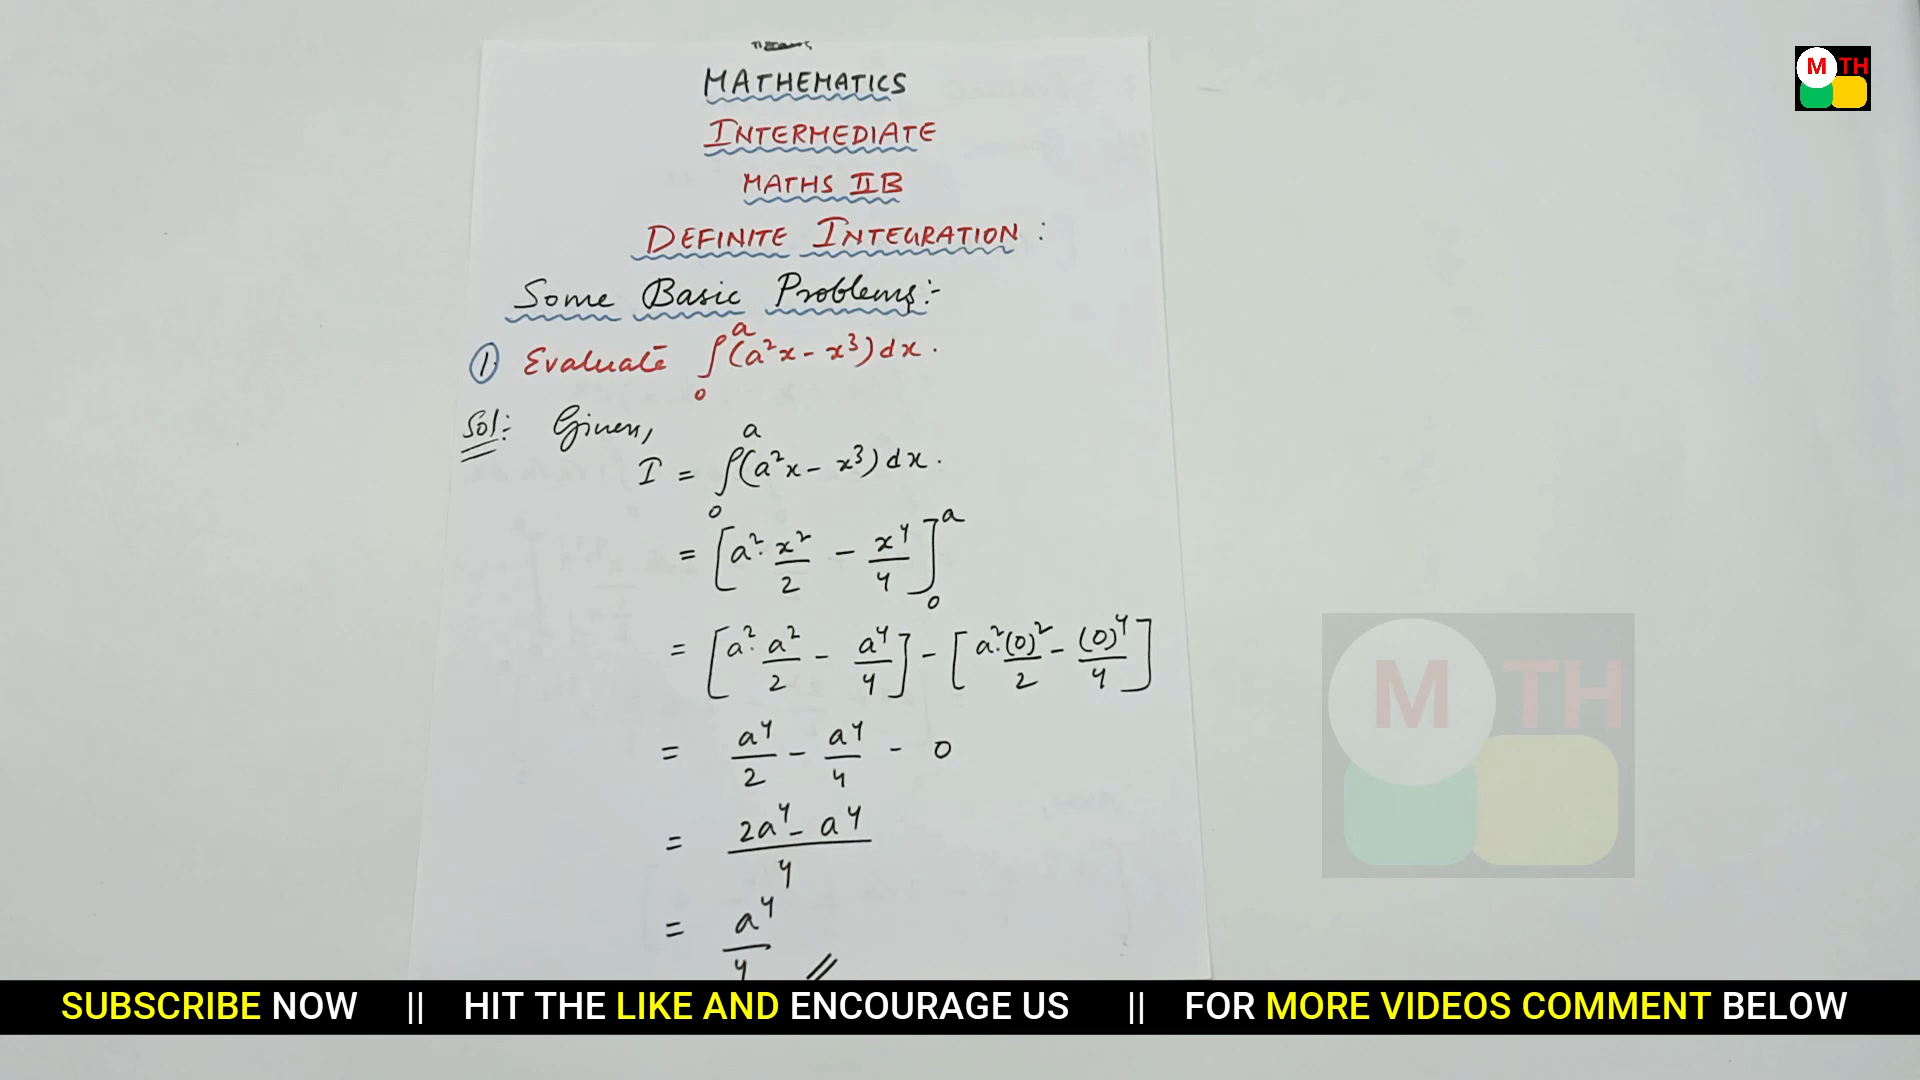 MATHEMATICS
INTERMEDIATE
MATHS IIB
DEFINITE INTEGRATION :
Some Basic Problems:-
① Evaluate ∫₀ᵃ (a²x - x³) dx.
Sol: Given,
I = ∫₀ᵃ (a²x - x³) dx.
= [a²· x²/2 - x⁴/4]₀ᵃ
= [a²· a²/2 - a⁴/4] - [a²·(0)²/2 - (0)⁴/4]
= a⁴/2 - a⁴/4 - 0
= (2a⁴ - a⁴)/4
= a⁴/4 //
M TH
M TH
SUBSCRIBE NOW || HIT THE LIKE AND ENCOURAGE US || FOR MORE VIDEOS COMMENT BELOW